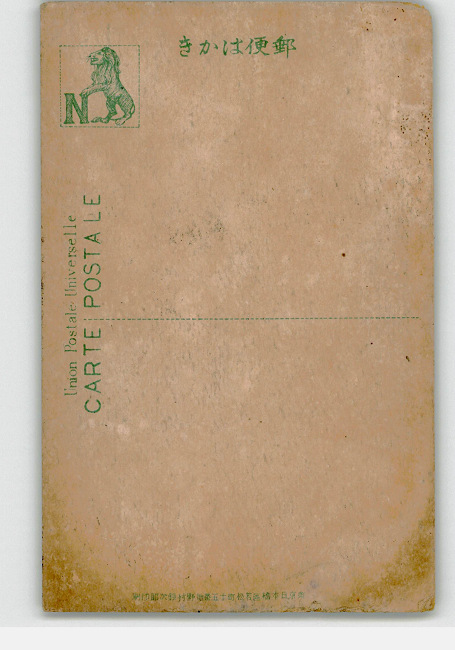 きかは便郵
N
Union Postale Universelle
CARTE POSTALE